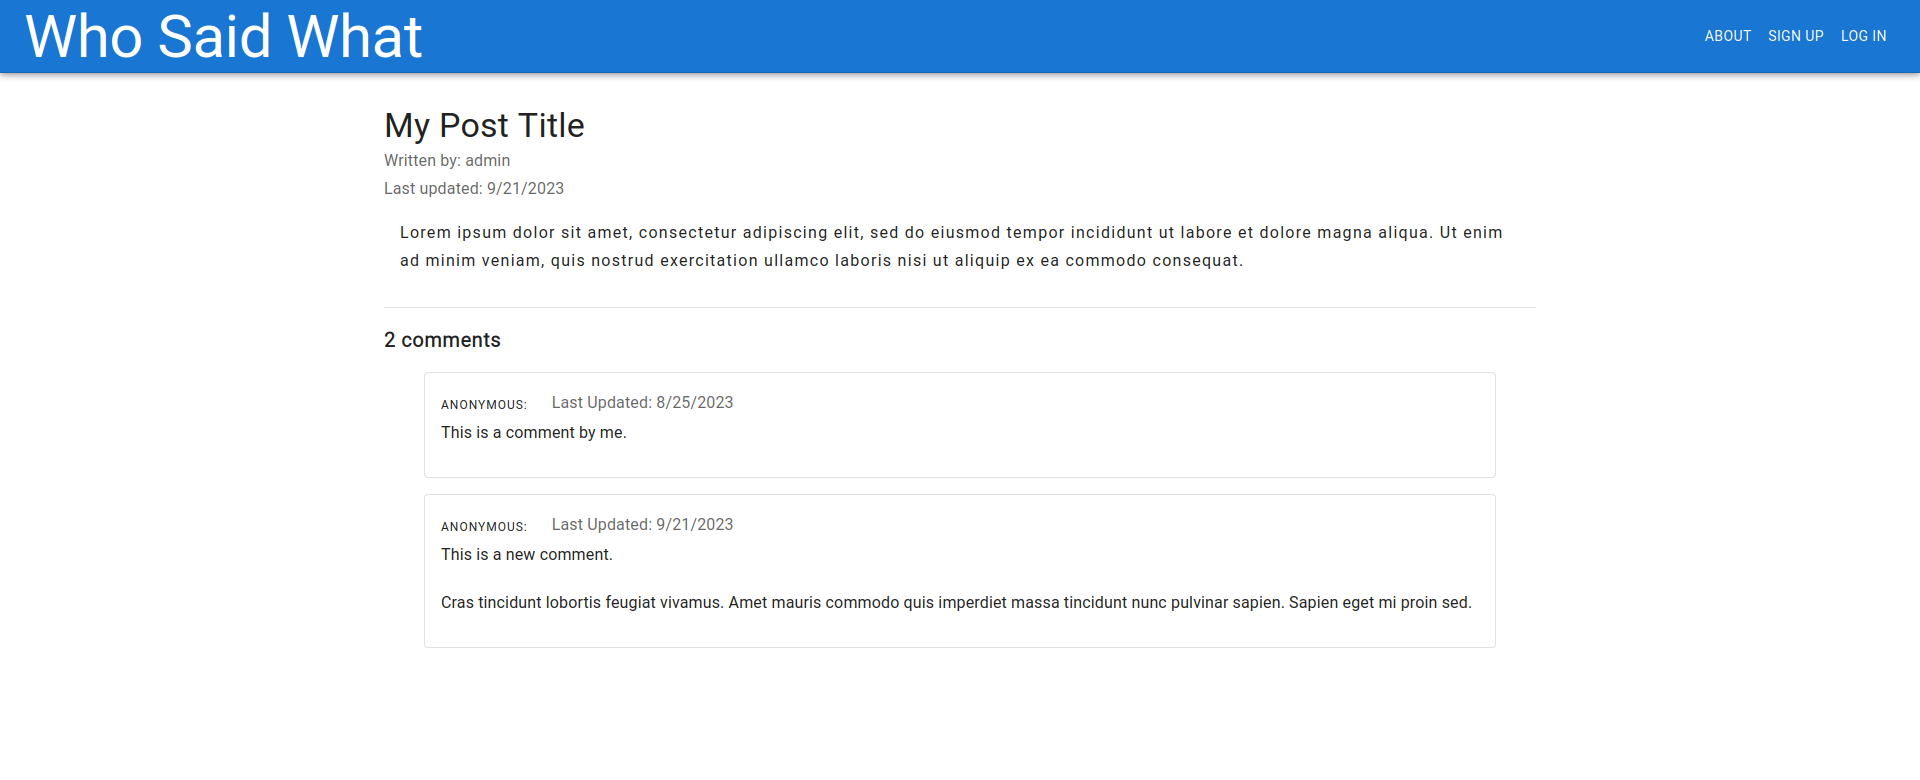 Who Said What
ABOUT SIGN UP LOG IN
My Post Title
Written by: admin
Last updated: 9/21/2023
Lorem ipsum dolor sit amet, consectetur adipiscing elit, sed do eiusmod tempor incididunt ut labore et dolore magna aliqua. Ut enim
ad minim veniam, quis nostrud exercitation ullamco laboris nisi ut aliquip ex ea commodo consequat.
2 comments
ANONYMOUS: Last Updated: 8/25/2023
This is a comment by me.
ANONYMOUS: Last Updated: 9/21/2023
This is a new comment.
Cras tincidunt lobortis feugiat vivamus. Amet mauris commodo quis imperdiet massa tincidunt nunc pulvinar sapien. Sapien eget mi proin sed.